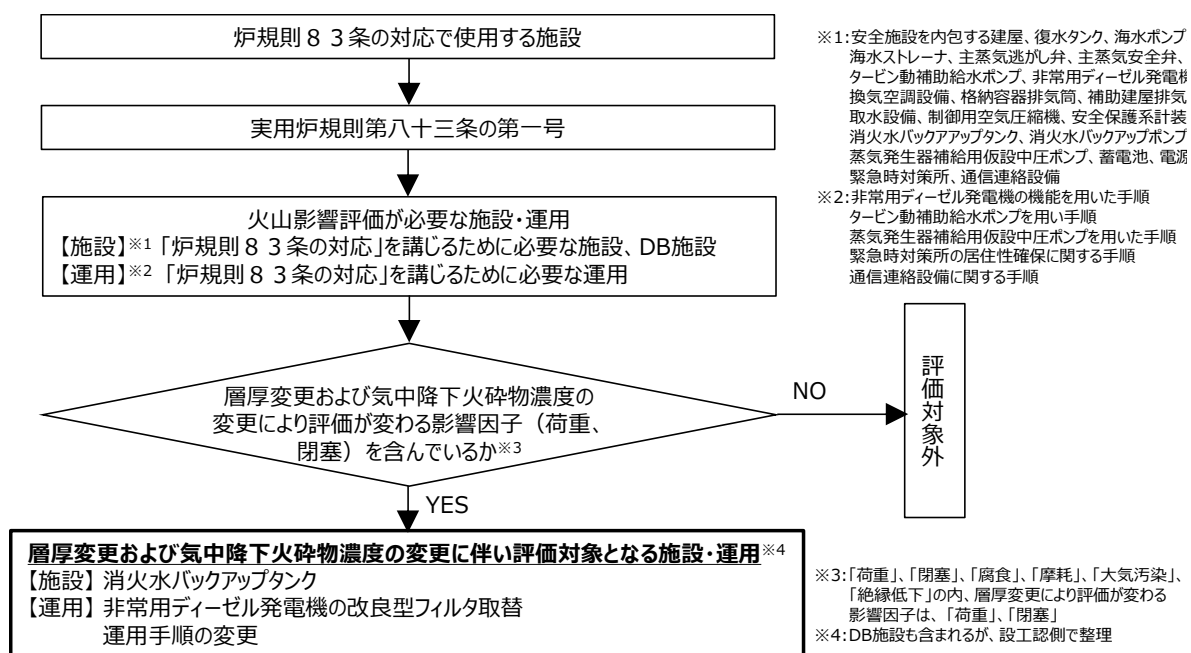 炉規則83条の対応で使用する施設
実用炉規則第八十三条の第一号
火山影響評価が必要な施設・運用
【施設】※1 「炉規則83条の対応」を講じるために必要な施設、DB施設
【運用】※2 「炉規則83条の対応」を講じるために必要な運用
層厚変更および気中降下火砕物濃度の
変更により評価が変わる影響因子（荷重、
閉塞）を含んでいるか※3
NO
評価対象外
YES
層厚変更および気中降下火砕物濃度の変更に伴い評価対象となる施設・運用※4
【施設】 消火水バックアップタンク
【運用】 非常用ディーゼル発電機の改良型フィルタ取替
運用手順の変更
※1:安全施設を内包する建屋、復水タンク、海水ポンプ
海水ストレーナ、主蒸気逃がし弁、主蒸気安全弁、
タービン動補助給水ポンプ、非常用ディーゼル発電機
換気空調設備、格納容器排気筒、補助建屋排気
取水設備、制御用空気圧縮機、安全保護系計装
消火水バックアアップタンク、消火水バックアップポンプ
蒸気発生器補給用仮設中圧ポンプ、蓄電池、電源
緊急時対策所、通信連絡設備
※2:非常用ディーゼル発電機の機能を用いた手順
タービン動補助給水ポンプを用い手順
蒸気発生器補給用仮設中圧ポンプを用いた手順
緊急時対策所の居住性確保に関する手順
通信連絡設備に関する手順
※3:「荷重」、「閉塞」、「腐食」、「摩耗」、「大気汚染」、
「絶縁低下」の内、層厚変更により評価が変わる
影響因子は、「荷重」、「閉塞」
※4:DB施設も含まれるが、設工認側で整理